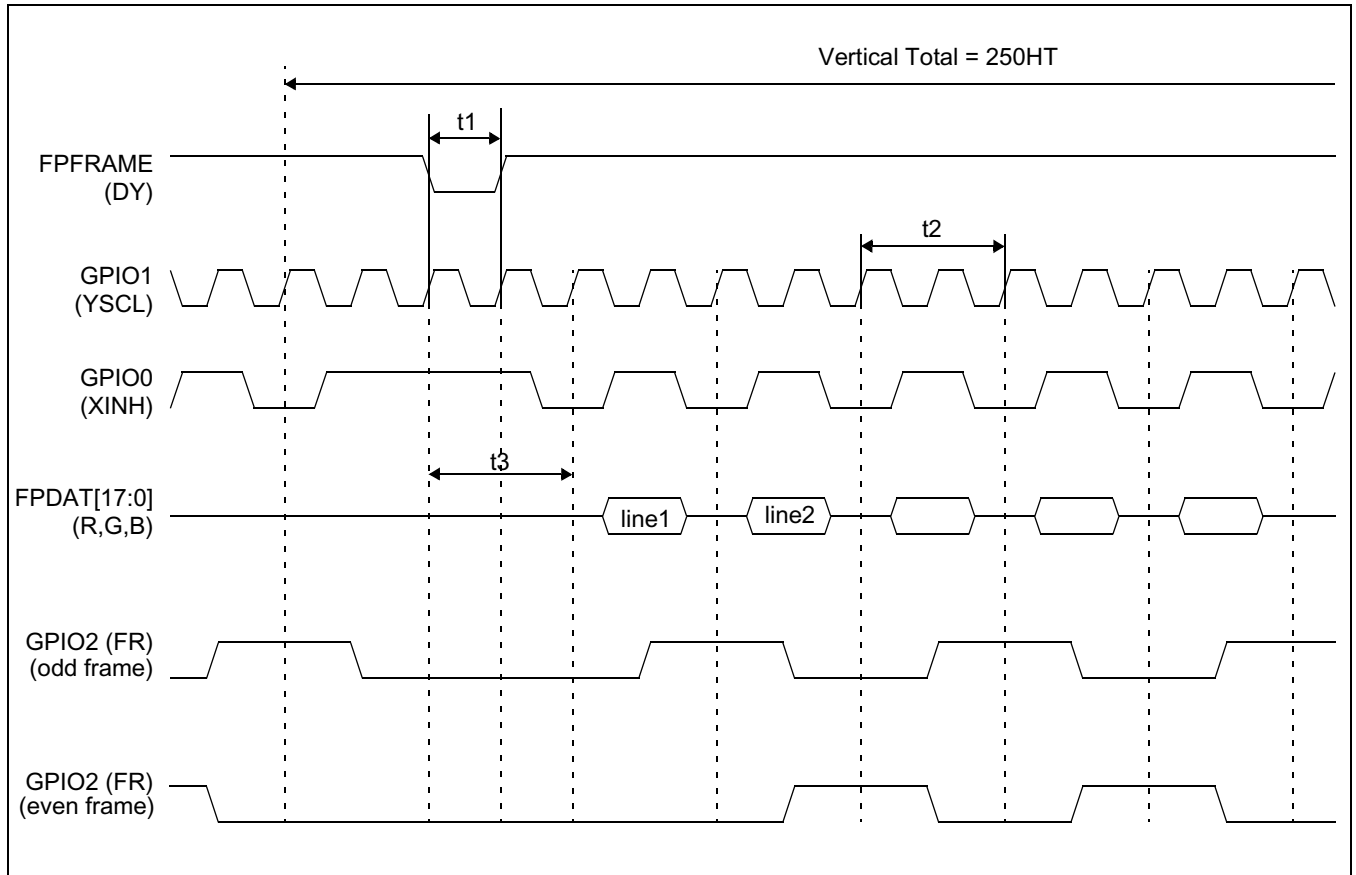 Vertical Total = 250HT
t1
FPFRAME
(DY)
t2
GPIO1
(YSCL)
GPIO0
(XINH)
t3
FPDAT[17:0]
(R,G,B)
line1
line2
GPIO2 (FR)
(odd frame)
GPIO2 (FR)
(even frame)